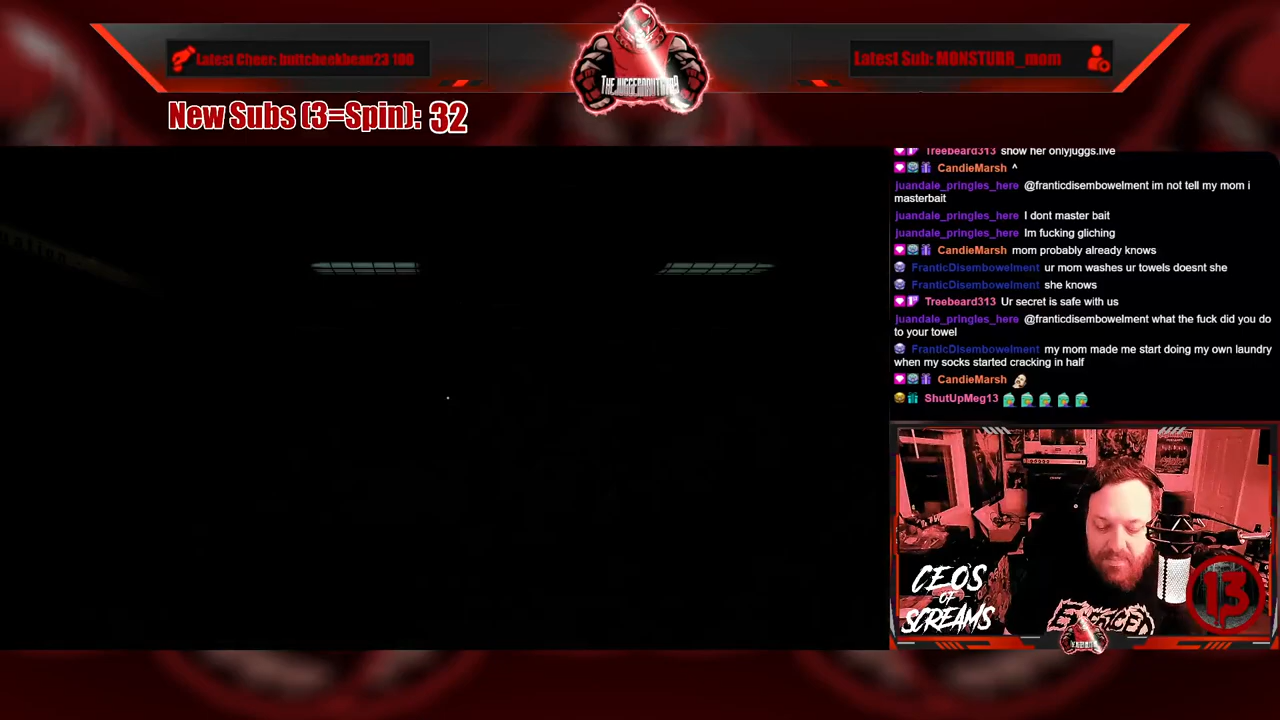 Latest Cheer: buttcheekbean23 100
Latest Sub: MONSTURR_mom
New Subs (3=Spin): 32
Treebeard313 show her onlyjuggs.live
CandieMarsh ^
juandale_pringles_here @franticdisembowelment im not tell my mom i
masterbait
juandale_pringles_here I dont master bait
juandale_pringles_here Im fucking gliching
CandieMarsh mom probably already knows
FranticDisembowelment ur mom washes ur towels doesnt she
FranticDisembowelment she knows
Treebeard313 Ur secret is safe with us
juandale_pringles_here @franticdisembowelment what the fuck did you do
to your towel
FranticDisembowelment my mom made me start doing my own laundry
when my socks started cracking in half
CandieMarsh
ShutUpMeg13
CEO'S
OF
SCREAMS
13